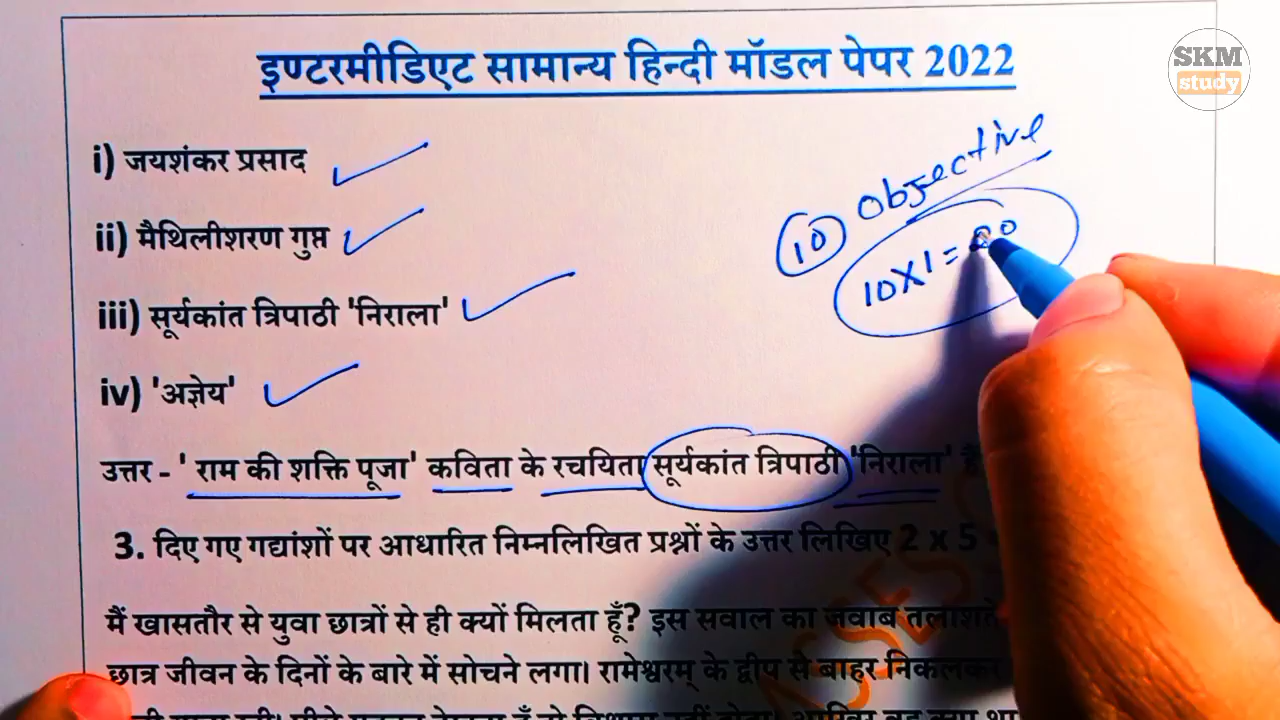 इण्टरमीडिएट सामान्य हिन्दी मॉडल पेपर 2022
SKM
study
i) जयशंकर प्रसाद
ii) मैथिलीशरण गुप्त
iii) सूर्यकांत त्रिपाठी 'निराला'
iv) 'अज्ञेय'
10 Objective
10X1=
उत्तर - ' राम की शक्ति पूजा' कविता के रचयिता सूर्यकांत त्रिपाठी 'निराला' हैं
3. दिए गए गद्यांशों पर आधारित निम्नलिखित प्रश्नों के उत्तर लिखिए 2 x 5
मैं खासतौर से युवा छात्रों से ही क्यों मिलता हूँ? इस सवाल का जवाब तलाशते
छात्र जीवन के दिनों के बारे में सोचने लगा। रामेश्वरम् के द्वीप से बाहर निकलकर